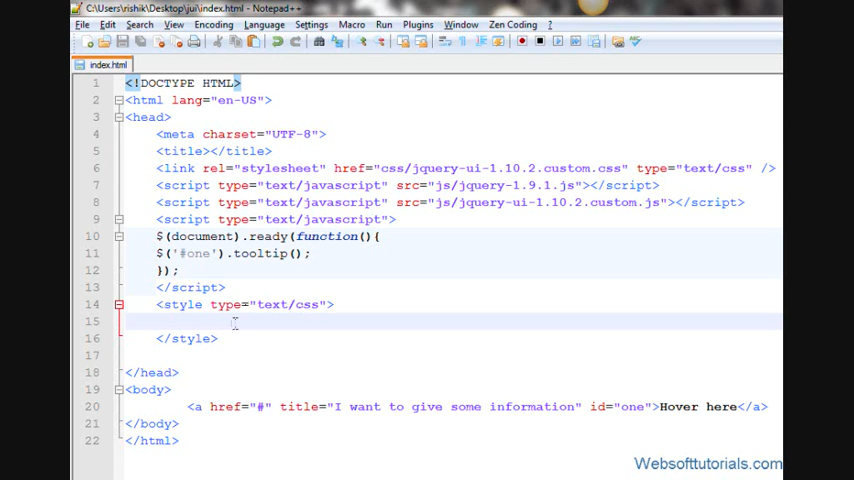 C:\Users\rishik\Desktop\jui\index.html - Notepad++
File Edit Search View Encoding Language Settings Macro Run Plugins Window Zen Coding ?
index.html
1 <!DOCTYPE HTML>
2 <html lang="en-US">
3 <head>
4 <meta charset="UTF-8">
5 <title></title>
6 <link rel="stylesheet" href="css/jquery-ui-1.10.2.custom.css" type="text/css" />
7 <script type="text/javascript" src="js/jquery-1.9.1.js"></script>
8 <script type="text/javascript" src="js/jquery-ui-1.10.2.custom.js"></script>
9 <script type="text/javascript">
10 $(document).ready(function(){
11 $('#one').tooltip();
12 });
13 </script>
14 <style type="text/css">
15
16 </style>
17
18 </head>
19 <body>
20 <a href="#" title="I want to give some information" id="one">Hover here</a>
21 </body>
22 </html>
Websofttutorials.com